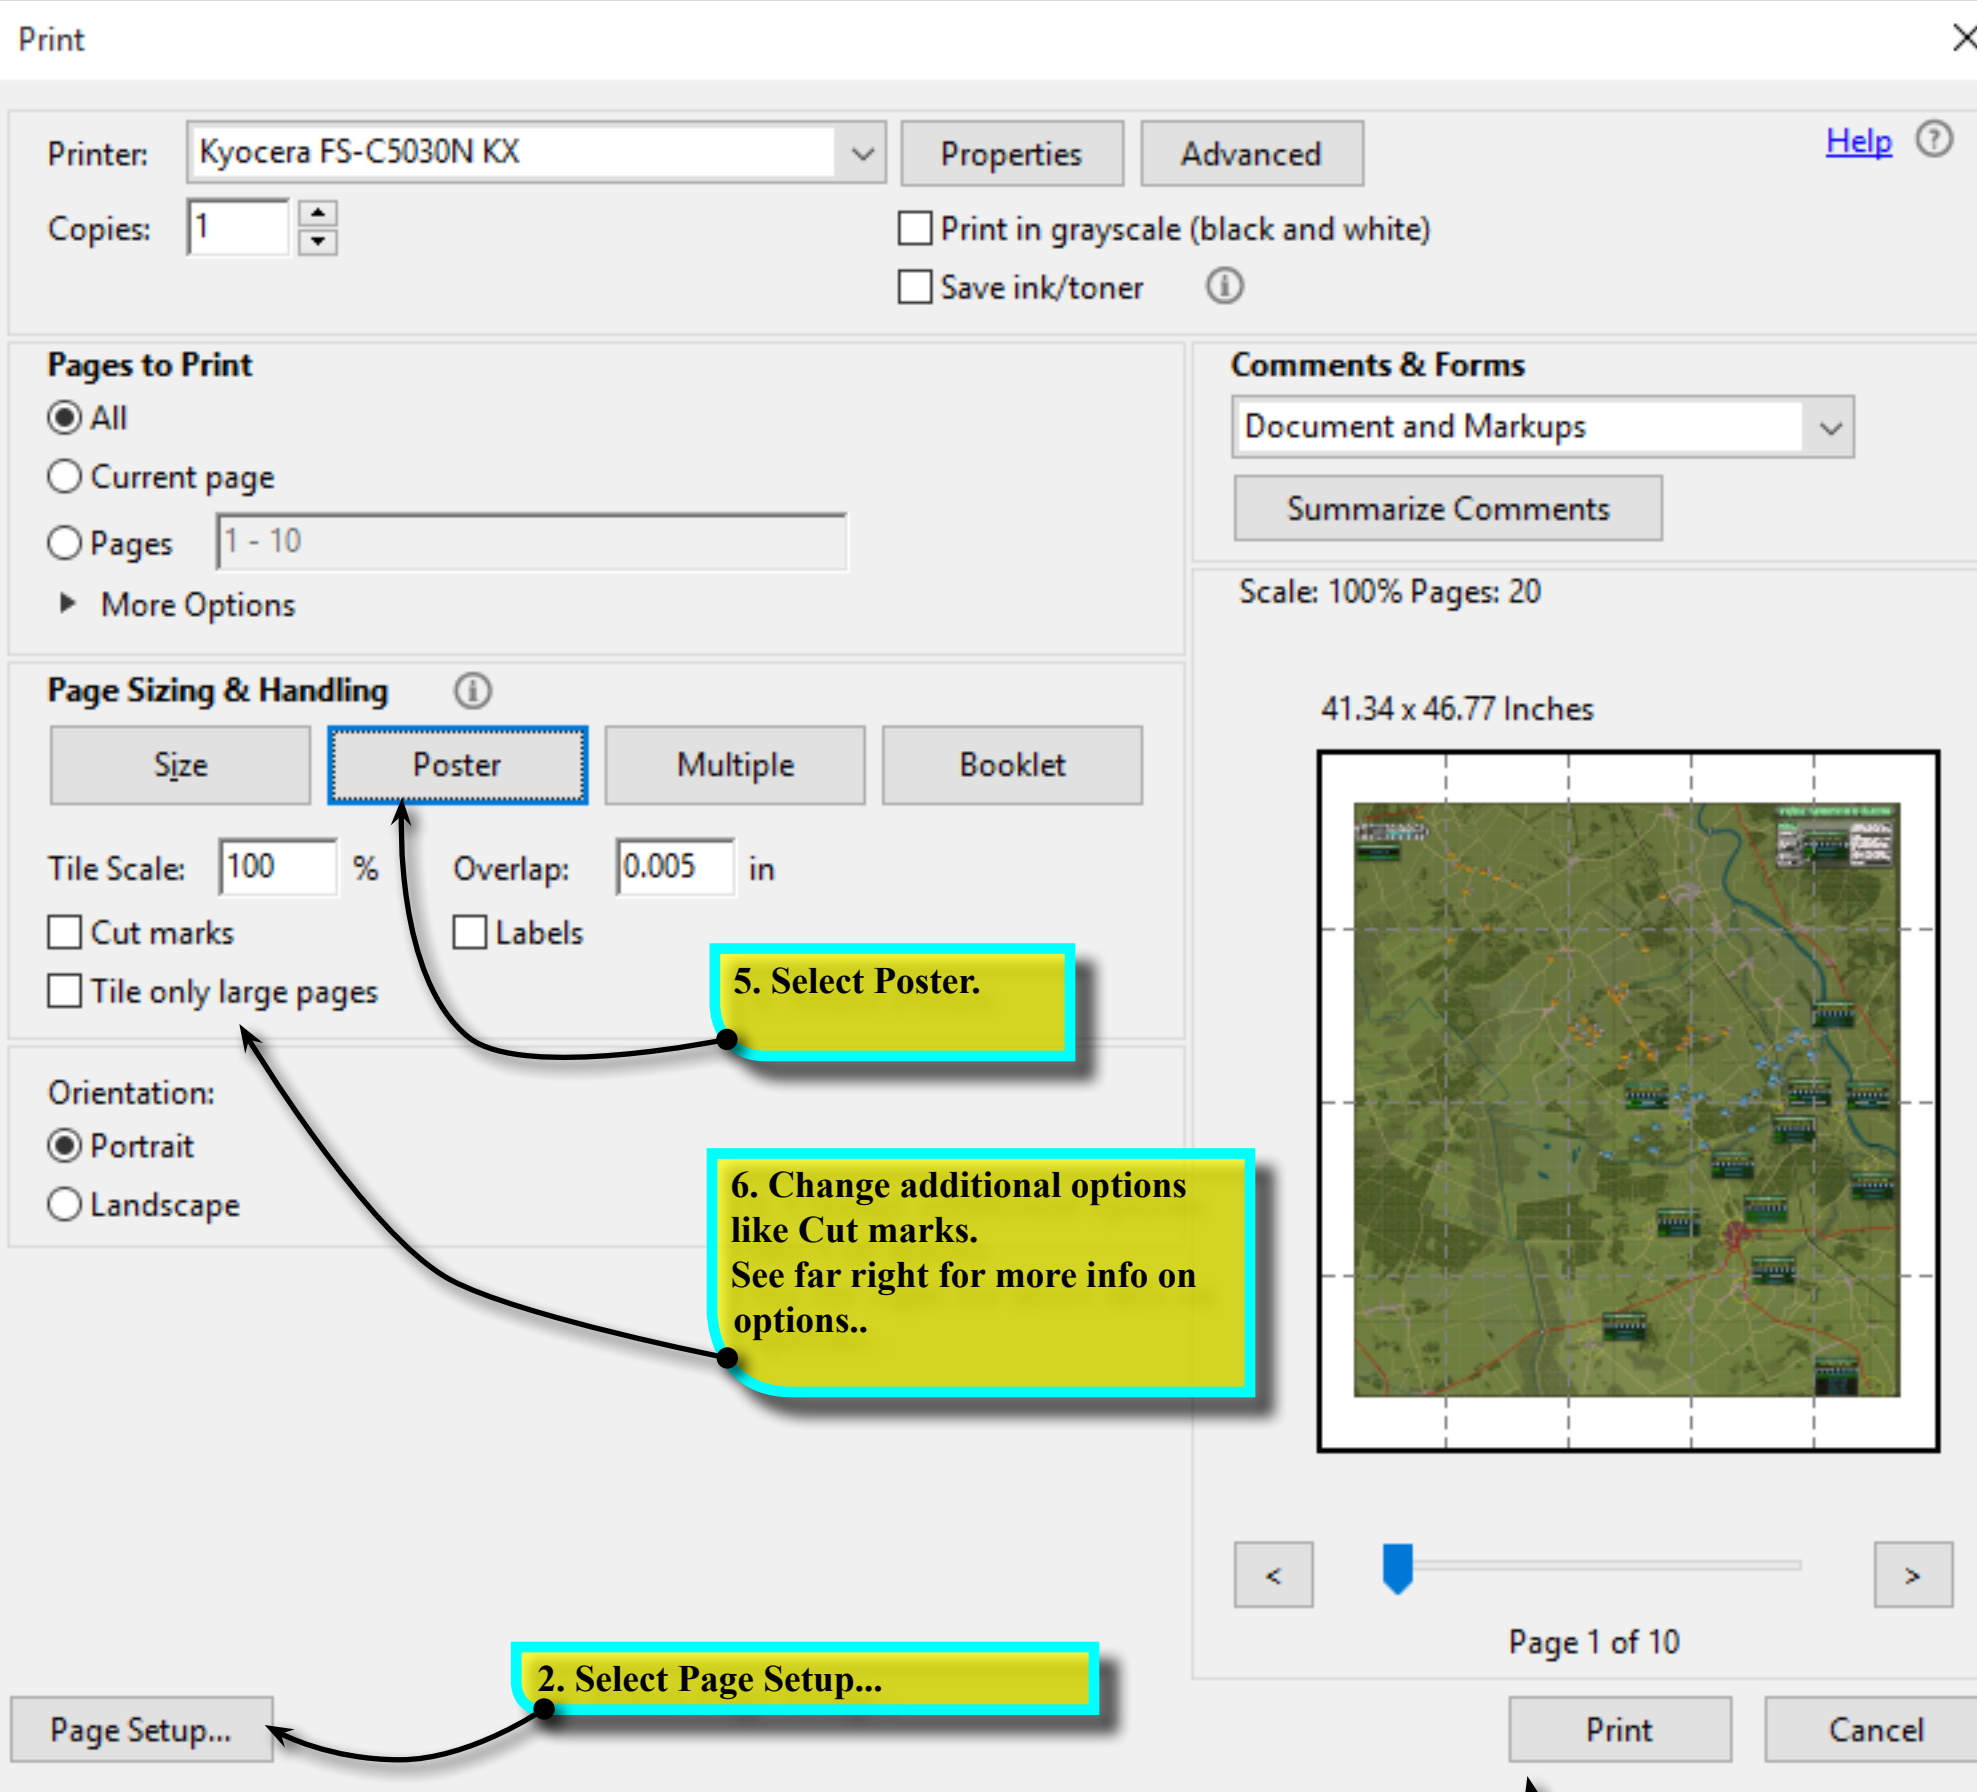 Print
Printer: Kyocera FS-C5030N KX Properties Advanced Help ?
Copies: 1 Print in grayscale (black and white)
Save ink/toner
Pages to Print
All
Current page
Pages 1 - 10
More Options
Comments & Forms
Document and Markups
Summarize Comments
Scale: 100% Pages: 20
41.34 x 46.77 Inches
Page Sizing & Handling
Size Poster Multiple Booklet
Tile Scale: 100 % Overlap: 0.005 in
Cut marks Labels
Tile only large pages
5. Select Poster.
Orientation:
Portrait
Landscape
6. Change additional options
like Cut marks.
See far right for more info on
options..
< >
Page 1 of 10
2. Select Page Setup...
Page Setup... Print Cancel